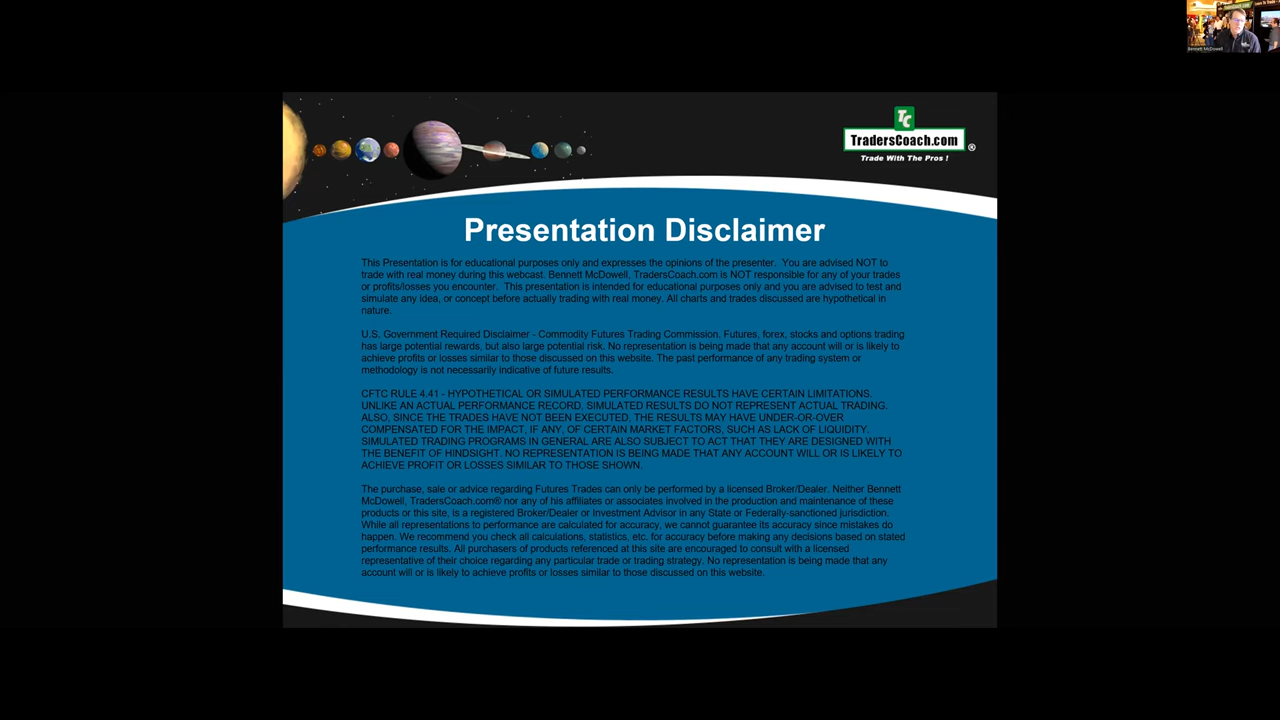 TradersCoach.com
Bennett McDowell
TC
TradersCoach.com ®
Trade With The Pros !
Presentation Disclaimer
This Presentation is for educational purposes only and expresses the opinions of the presenter. You are advised NOT to
trade with real money during this webcast. Bennett McDowell, TradersCoach.com is NOT responsible for any of your trades
or profits/losses you encounter. This presentation is intended for educational purposes only and you are advised to test and
simulate any idea, or concept before actually trading with real money. All charts and trades discussed are hypothetical in
nature.
U.S. Government Required Disclaimer - Commodity Futures Trading Commission. Futures, forex, stocks and options trading
has large potential rewards, but also large potential risk. No representation is being made that any account will or is likely to
achieve profits or losses similar to those discussed on this website. The past performance of any trading system or
methodology is not necessarily indicative of future results.
CFTC RULE 4.41 - HYPOTHETICAL OR SIMULATED PERFORMANCE RESULTS HAVE CERTAIN LIMITATIONS.
UNLIKE AN ACTUAL PERFORMANCE RECORD, SIMULATED RESULTS DO NOT REPRESENT ACTUAL TRADING.
ALSO, SINCE THE TRADES HAVE NOT BEEN EXECUTED, THE RESULTS MAY HAVE UNDER-OR-OVER
COMPENSATED FOR THE IMPACT, IF ANY, OF CERTAIN MARKET FACTORS, SUCH AS LACK OF LIQUIDITY.
SIMULATED TRADING PROGRAMS IN GENERAL ARE ALSO SUBJECT TO ACT THAT THEY ARE DESIGNED WITH
THE BENEFIT OF HINDSIGHT. NO REPRESENTATION IS BEING MADE THAT ANY ACCOUNT WILL OR IS LIKELY TO
ACHIEVE PROFIT OR LOSSES SIMILAR TO THOSE SHOWN.
The purchase, sale or advice regarding Futures Trades can only be performed by a licensed Broker/Dealer. Neither Bennett
McDowell, TradersCoach.com® nor any of his affiliates or associates involved in the production and maintenance of these
products or this site, is a registered Broker/Dealer or Investment Advisor in any State or Federally-sanctioned jurisdiction.
While all representations to performance are calculated for accuracy, we cannot guarantee its accuracy since mistakes do
happen. We recommend you check all calculations, statistics, etc. for accuracy before making any decisions based on stated
performance results. All purchasers of products referenced at this site are encouraged to consult with a licensed
representative of their choice regarding any particular trade or trading strategy. No representation is being made that any
account will or is likely to achieve profits or losses similar to those discussed on this website.